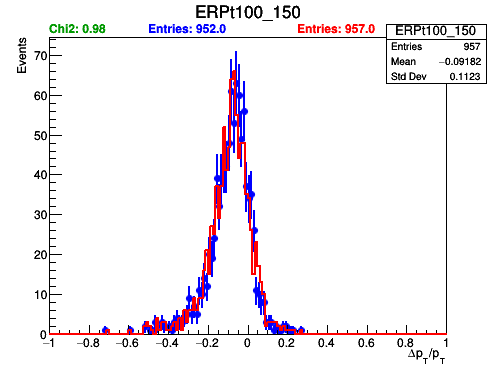 ERPt100_150
Chi2: 0.98 Entries: 952.0 Entries: 957.0
ERPt100_150
Entries 957
Mean −0.09182
Std Dev 0.1123
Events
70
60
50
40
30
20
10
0
−1 −0.8 −0.6 −0.4 −0.2 0 0.2 0.4 0.6 0.8 1
Δp_T/p_T